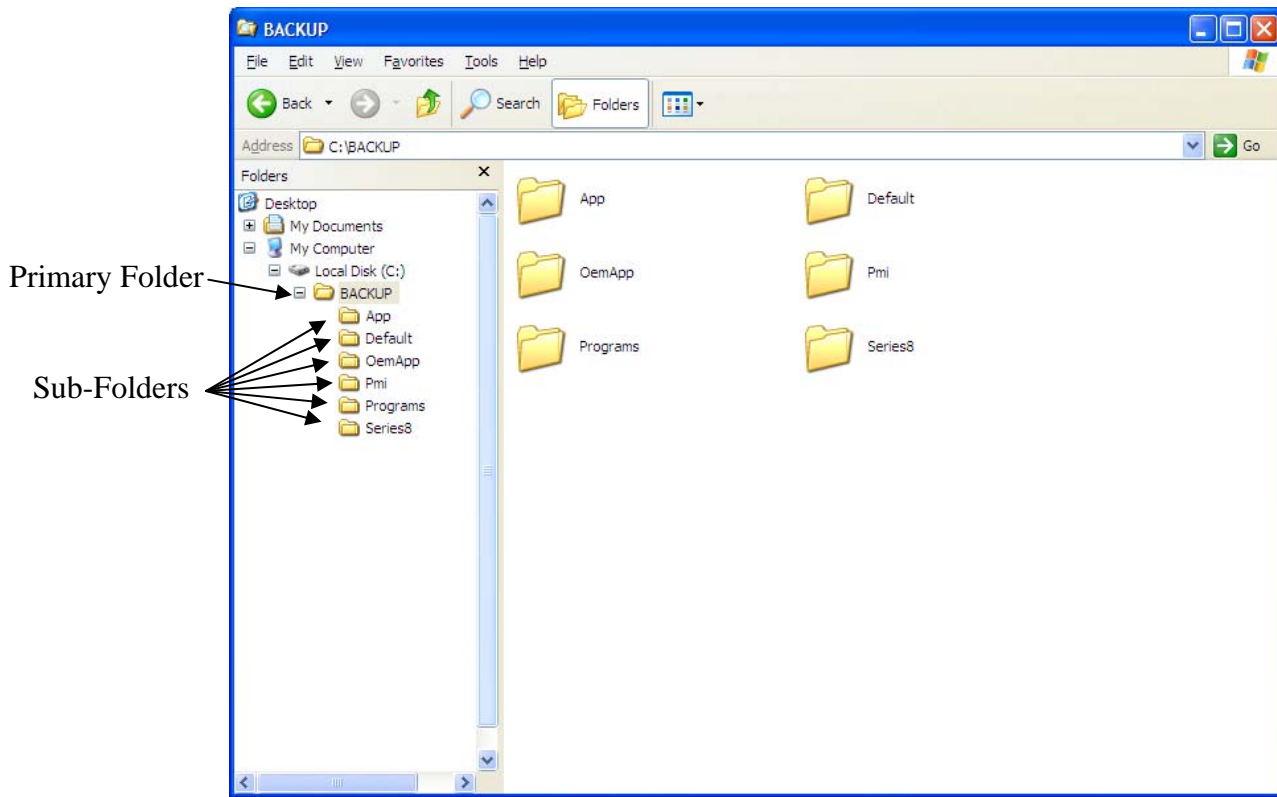 BACKUP
File Edit View Favorites Tools Help
Back Search Folders
Address C:\BACKUP Go
Folders
Desktop
My Documents
My Computer
Local Disk (C:)
BACKUP
App
Default
OemApp
Pmi
Programs
Series8
App Default
OemApp Pmi
Programs Series8
Primary Folder
Sub-Folders